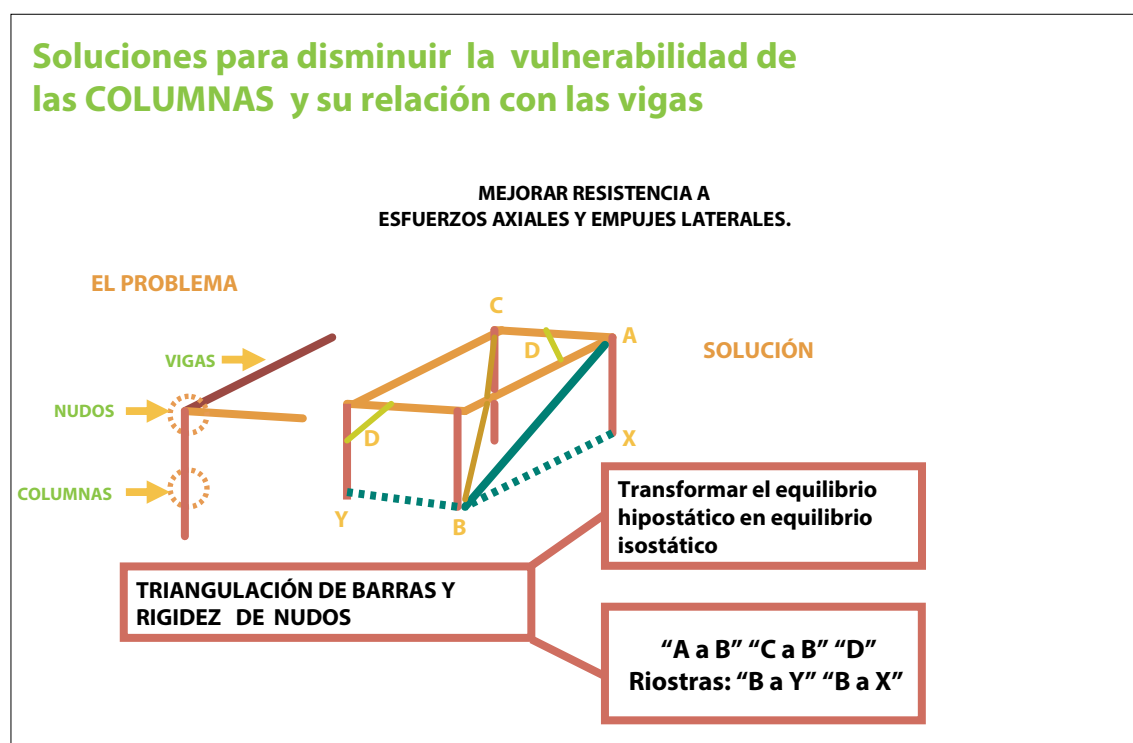 Soluciones para disminuir la vulnerabilidad de
las COLUMNAS y su relación con las vigas
MEJORAR RESISTENCIA A
ESFUERZOS AXIALES Y EMPUJES LATERALES.
EL PROBLEMA
VIGAS
NUDOS
COLUMNAS
C
A
D
D
X
Y
B
SOLUCIÓN
Transformar el equilibrio
hipostático en equilibrio
isostático
TRIANGULACIÓN DE BARRAS Y
RIGIDEZ DE NUDOS
“A a B” “C a B” “D”
Riostras: “B a Y” “B a X”